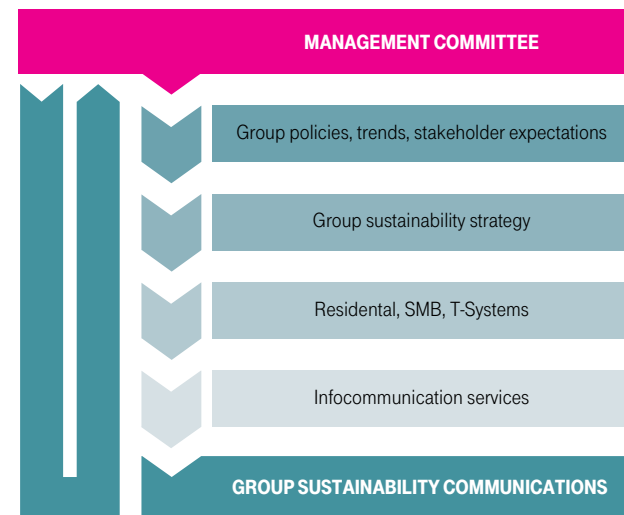 MANAGEMENT COMMITTEE
Group policies, trends, stakeholder expectations
Group sustainability strategy
Residental, SMB, T-Systems
Infocommunication services
GROUP SUSTAINABILITY COMMUNICATIONS